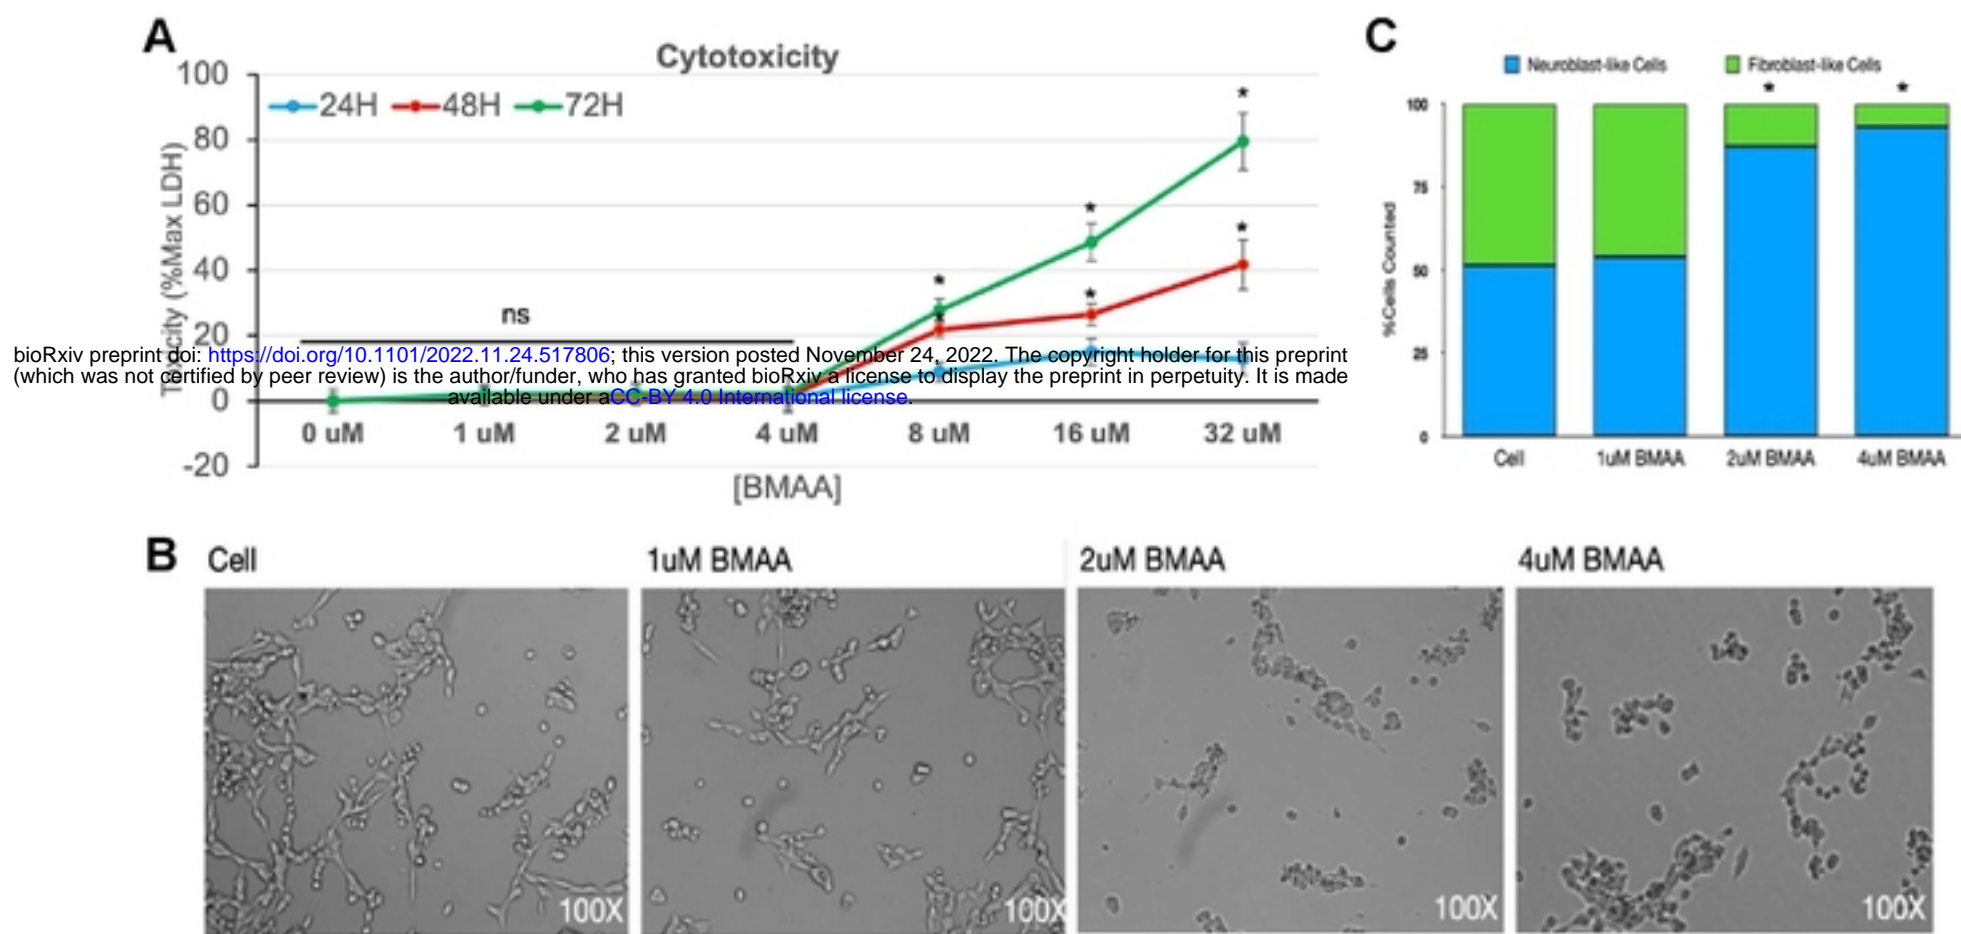 A
Cytotoxicity
24H 48H 72H
Toxicity (%Max LDH)
100
80
60
40
20
0
-20
*
*
*
*
*
*
ns
0 uM 1 uM 2 uM 4 uM 8 uM 16 uM 32 uM
[BMAA]
bioRxiv preprint doi: https://doi.org/10.1101/2022.11.24.517806; this version posted November 24, 2022. The copyright holder for this preprint
(which was not certified by peer review) is the author/funder, who has granted bioRxiv a license to display the preprint in perpetuity. It is made
available under aCC-BY 4.0 International license.
C
Neuroblast-like Cells Fibroblast-like Cells
* *
%Cells Counted
100
75
50
25
0
Cell 1uM BMAA 2uM BMAA 4uM BMAA
B
Cell 1uM BMAA 2uM BMAA 4uM BMAA
100X 100X 100X 100X